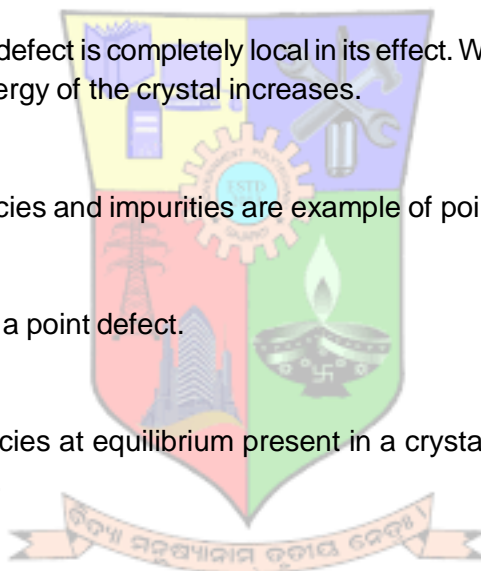 defect is completely local in its effect. W
ergy of the crystal increases.
cies and impurities are example of poi
a point defect.
cies at equilibrium present in a crysta
ESTD
ବିଦ୍ୟା ମନୁଷ୍ୟାନାମ୍ ତୃତୀୟ ନେତ୍ରଃ